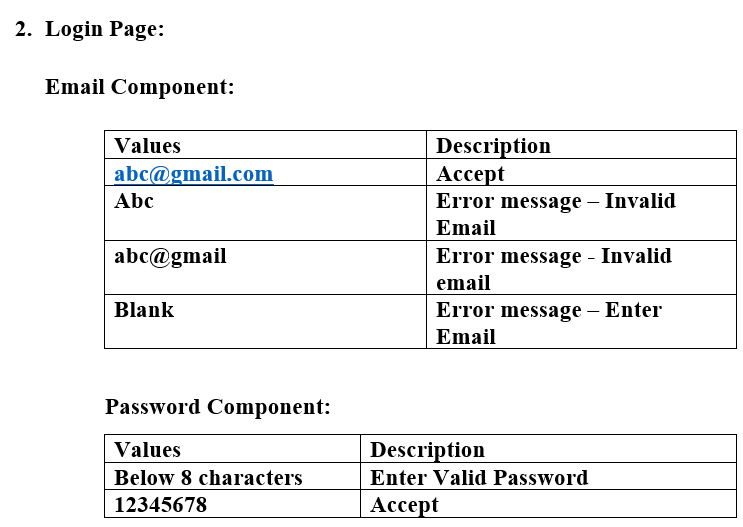 2. Login Page:
Email Component:
Values Description
abc@gmail.com Accept
Abc Error message – Invalid
Email
abc@gmail Error message - Invalid
email
Blank Error message – Enter
Email
Password Component:
Values Description
Below 8 characters Enter Valid Password
12345678 Accept